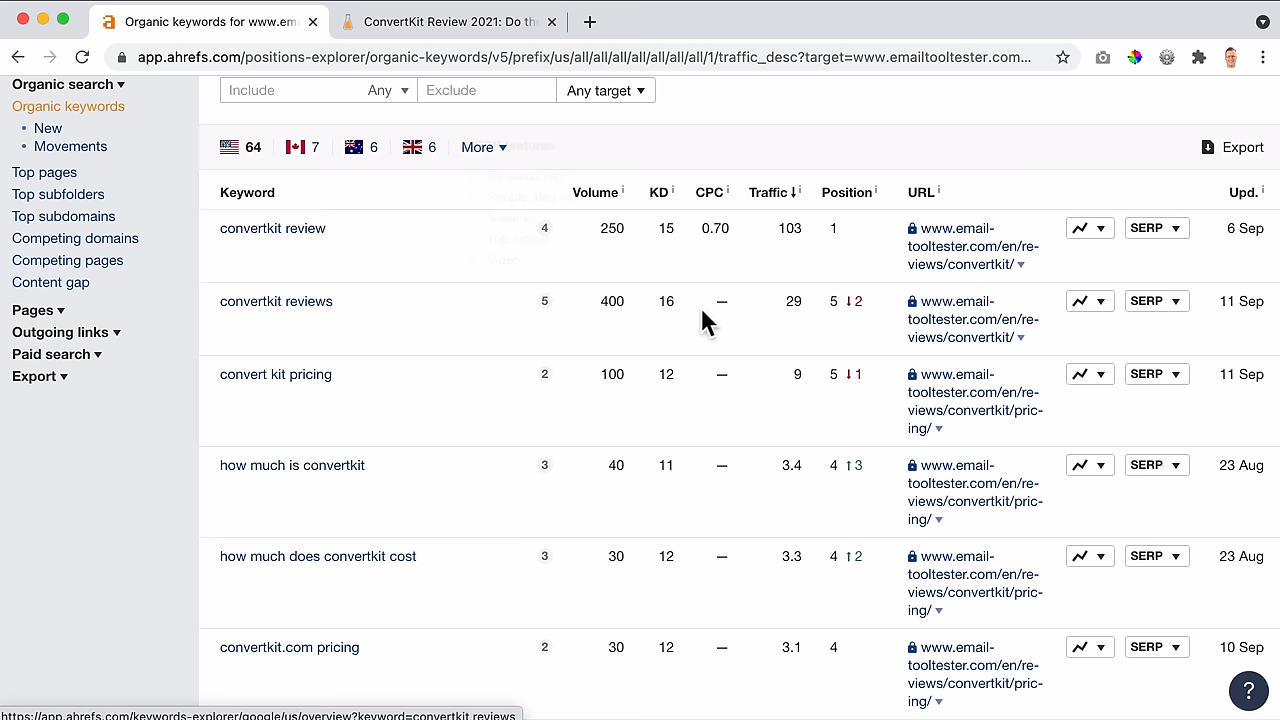 Organic keywords for www.em
ConvertKit Review 2021: Do th
app.ahrefs.com/positions-explorer/organic-keywords/v5/prefix/us/all/all/all/all/all/all/all/1/traffic_desc?target=www.emailtooltester.com...
Organic search
Organic keywords
New
Movements
Top pages
Top subfolders
Top subdomains
Competing domains
Competing pages
Content gap
Pages
Outgoing links
Paid search
Export
Include Any Exclude Any target
64 7 6 6 More Export
Keyword Volume i KD i CPC i Traffic i Position i URL i Upd. i
convertkit review 4 250 15 0.70 103 1 www.email- SERP 6 Sep
tooltester.com/en/re-
views/convertkit/
convertkit reviews 5 400 16 — 29 5 ↓2 www.email- SERP 11 Sep
tooltester.com/en/re-
views/convertkit/
convert kit pricing 2 100 12 — 9 5 ↓1 www.email- SERP 11 Sep
tooltester.com/en/re-
views/convertkit/pric-
ing/
how much is convertkit 3 40 11 — 3.4 4 ↑3 www.email- SERP 23 Aug
tooltester.com/en/re-
views/convertkit/pric-
ing/
how much does convertkit cost 3 30 12 — 3.3 4 ↑2 www.email- SERP 23 Aug
tooltester.com/en/re-
views/convertkit/pric-
ing/
convertkit.com pricing 2 30 12 — 3.1 4 www.email- SERP 10 Sep
tooltester.com/en/re-
views/convertkit/pric-
ing/
?
https://app.ahrefs.com/keywords-explorer/google/us/overview?keyword=convertkit reviews